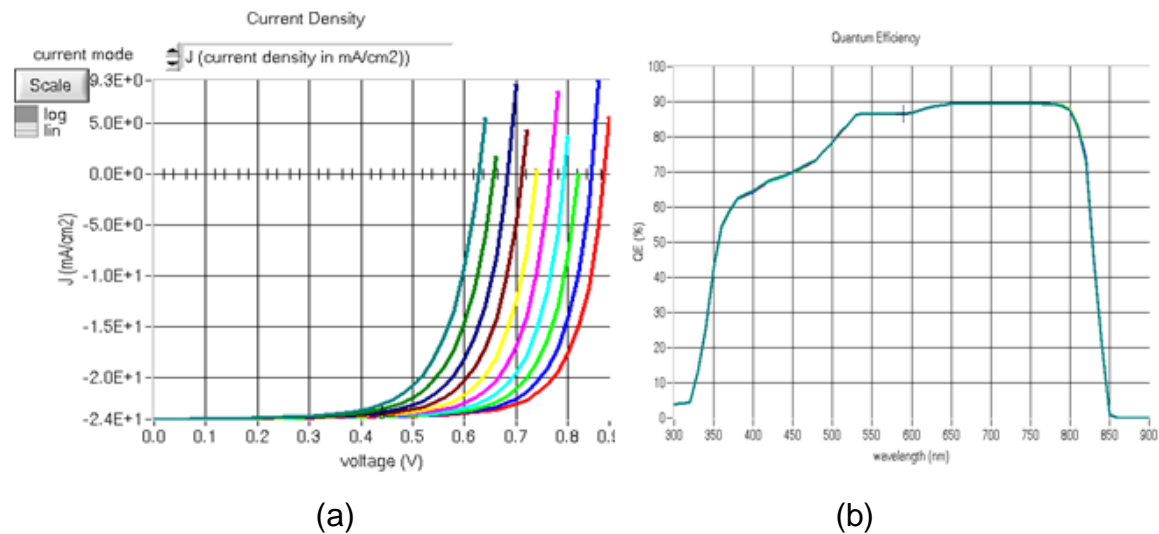 Current Density
current mode
J (current density in mA/cm2))
Scale
log
lin
9.3E+0
5.0E+0
0.0E+0
-5.0E+0
-1.0E+1
-1.5E+1
-2.0E+1
-2.4E+1
J (mA/cm2)
0.0 0.1 0.2 0.3 0.4 0.5 0.6 0.7 0.8
voltage (V)
(a)
Quantum Efficiency
100
90
80
70
60
50
40
30
20
10
0
QE (%)
300 350 400 450 500 550 600 650 700 750 800 850 900
wavelength (nm)
(b)